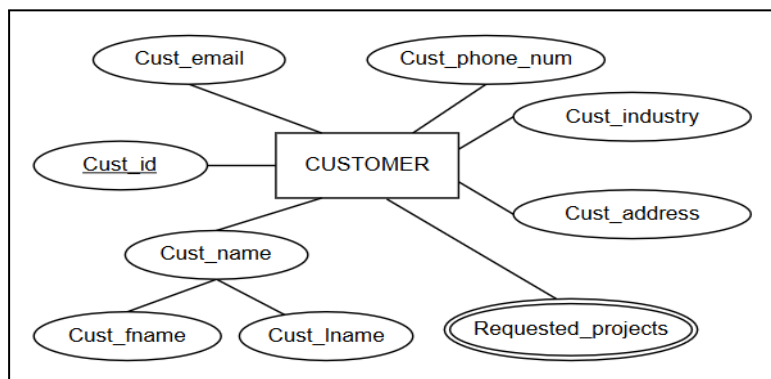 Cust_email
Cust_phone_num
Cust_industry
Cust_id
CUSTOMER
Cust_address
Cust_name
Cust_fname
Cust_lname
Requested_projects